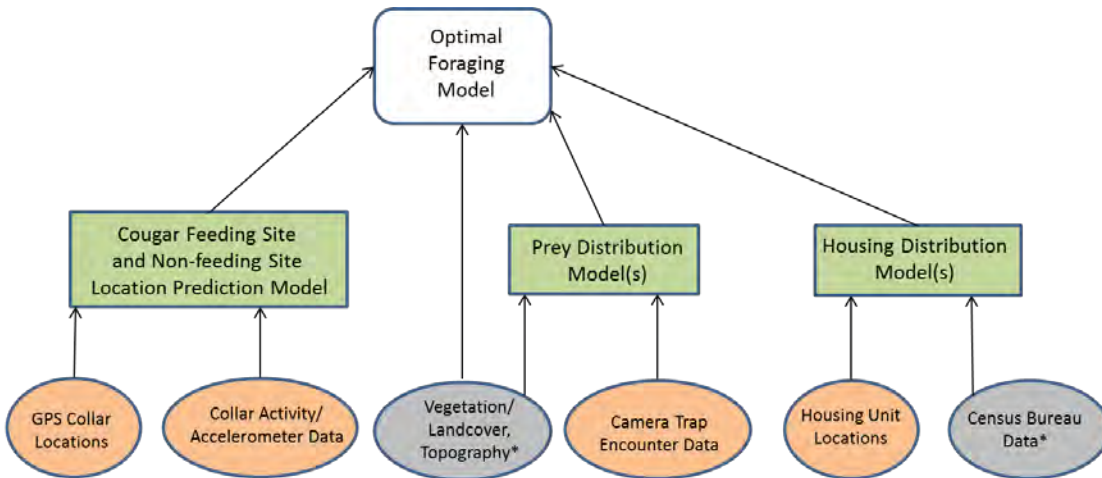 Optimal
Foraging
Model
Cougar Feeding Site
and Non-feeding Site
Location Prediction Model
Prey Distribution
Model(s)
Housing Distribution
Model(s)
GPS Collar
Locations
Collar Activity/
Accelerometer Data
Vegetation/
Landcover,
Topography*
Camera Trap
Encounter Data
Housing Unit
Locations
Census Bureau
Data*